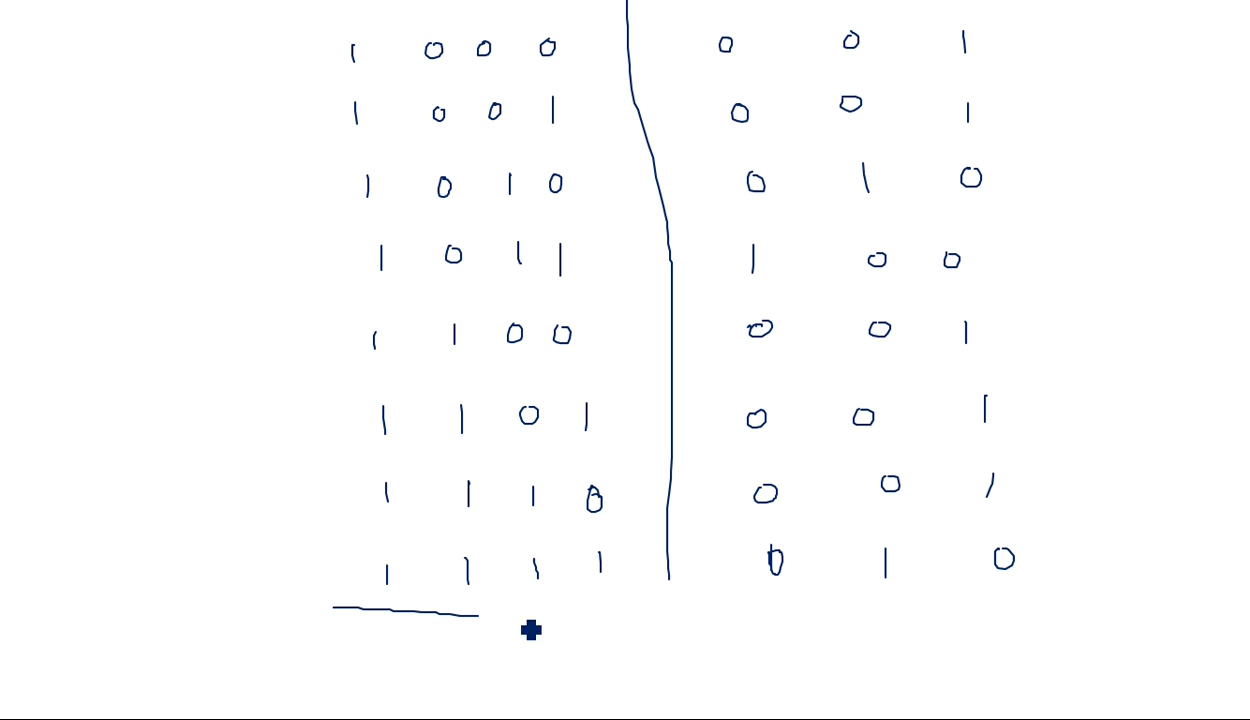 1 0 0 0 0 0 1
1 0 0 1 0 0 1
1 0 1 0 0 1 0
1 0 1 1 1 0 0
1 1 0 0 0 0 1
1 1 0 1 0 0 1
1 1 1 0 0 0 1
1 1 1 1 0 1 0